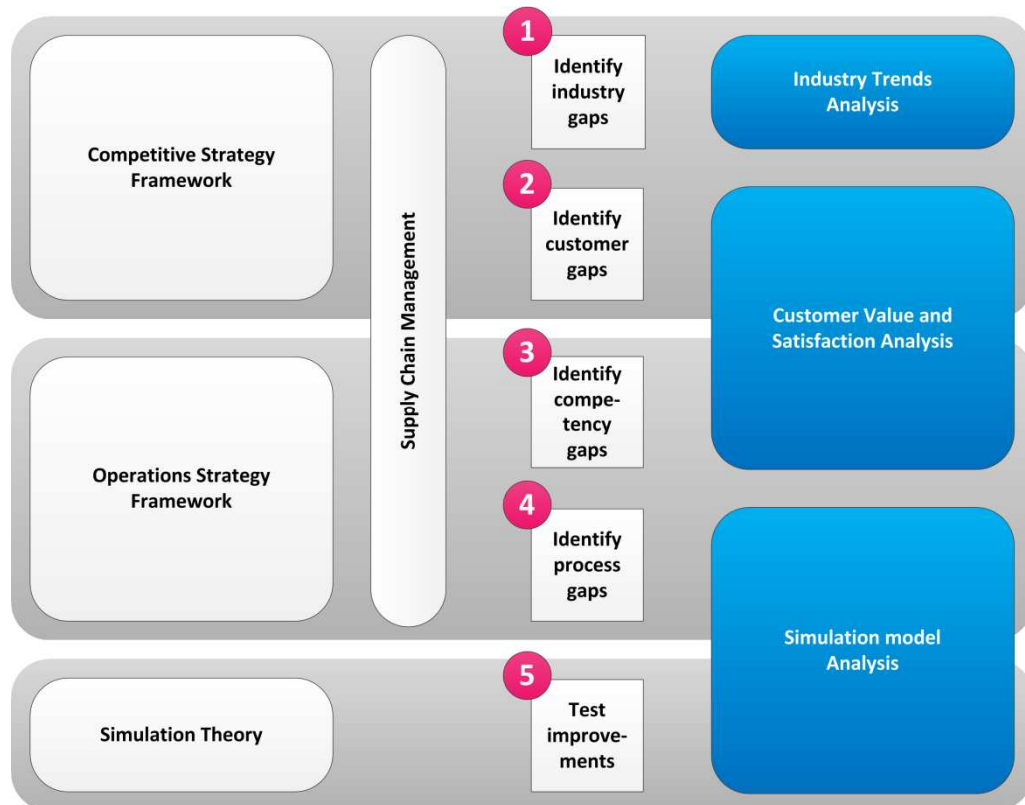 Competitive Strategy
Framework
Supply Chain Management
1
Identify
industry
gaps
Industry Trends
Analysis
2
Identify
customer
gaps
Customer Value and
Satisfaction Analysis
Operations Strategy
Framework
3
Identify
compe-
tency
gaps
4
Identify
process
gaps
Simulation model
Analysis
Simulation Theory
5
Test
improve-
ments